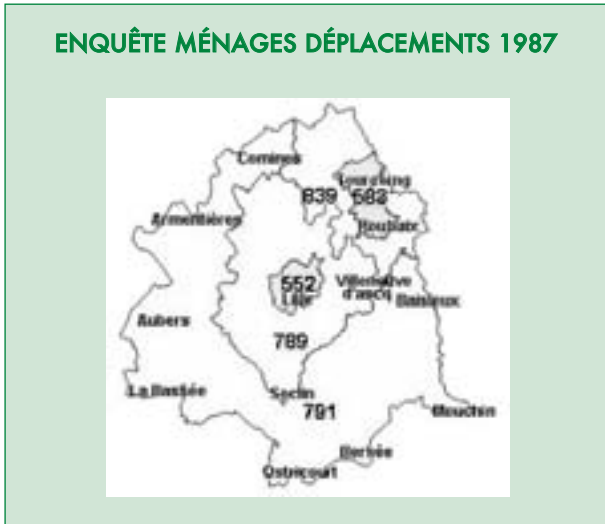 ENQUÊTE MÉNAGES DÉPLACEMENTS 1987
Comines
Tourcoing
839 583
Armentières
Roubaix
552
Lille
Villeneuve
d'ascq
Baisieux
Aubers
789
La Bassée
Seclin
791
Mouchin
Bersée
Ostricourt